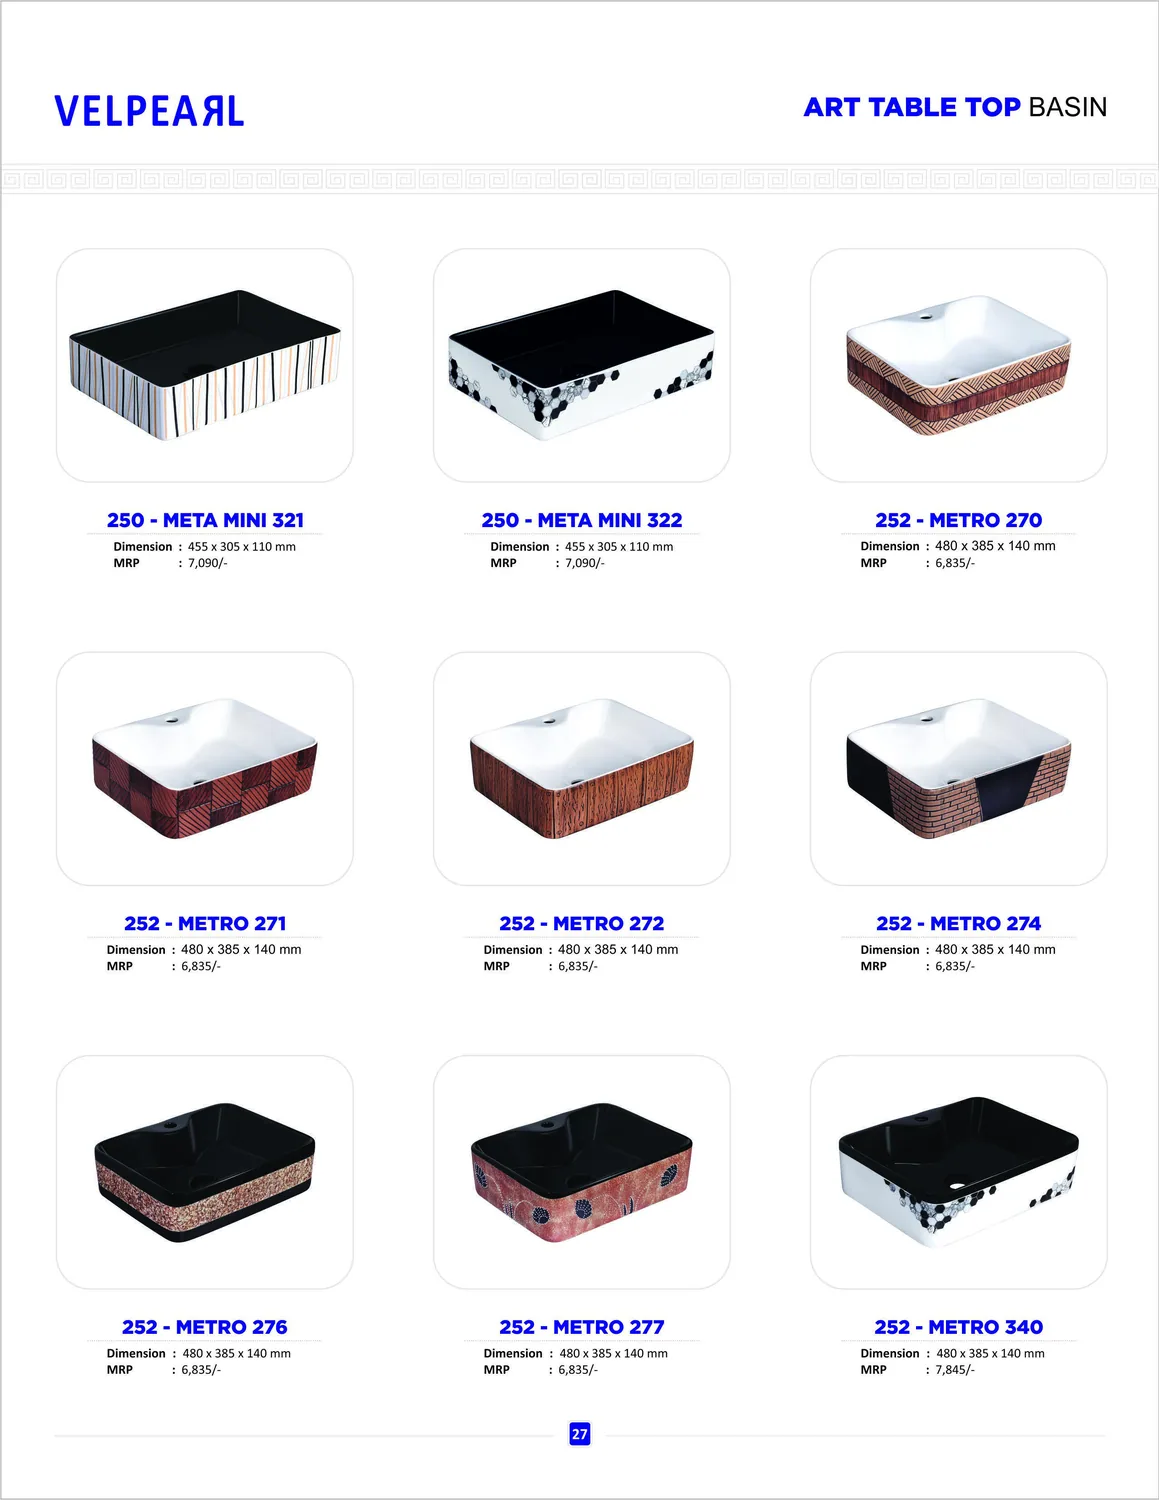 VELPEARL
ART TABLE TOP BASIN
250 - META MINI 321
Dimension : 455 x 305 x 110 mm
MRP : 7,090/-
250 - META MINI 322
Dimension : 455 x 305 x 110 mm
MRP : 7,090/-
252 - METRO 270
Dimension : 480 x 385 x 140 mm
MRP : 6,835/-
252 - METRO 271
Dimension : 480 x 385 x 140 mm
MRP : 6,835/-
252 - METRO 272
Dimension : 480 x 385 x 140 mm
MRP : 6,835/-
252 - METRO 274
Dimension : 480 x 385 x 140 mm
MRP : 6,835/-
252 - METRO 276
Dimension : 480 x 385 x 140 mm
MRP : 6,835/-
252 - METRO 277
Dimension : 480 x 385 x 140 mm
MRP : 6,835/-
252 - METRO 340
Dimension : 480 x 385 x 140 mm
MRP : 7,845/-
27